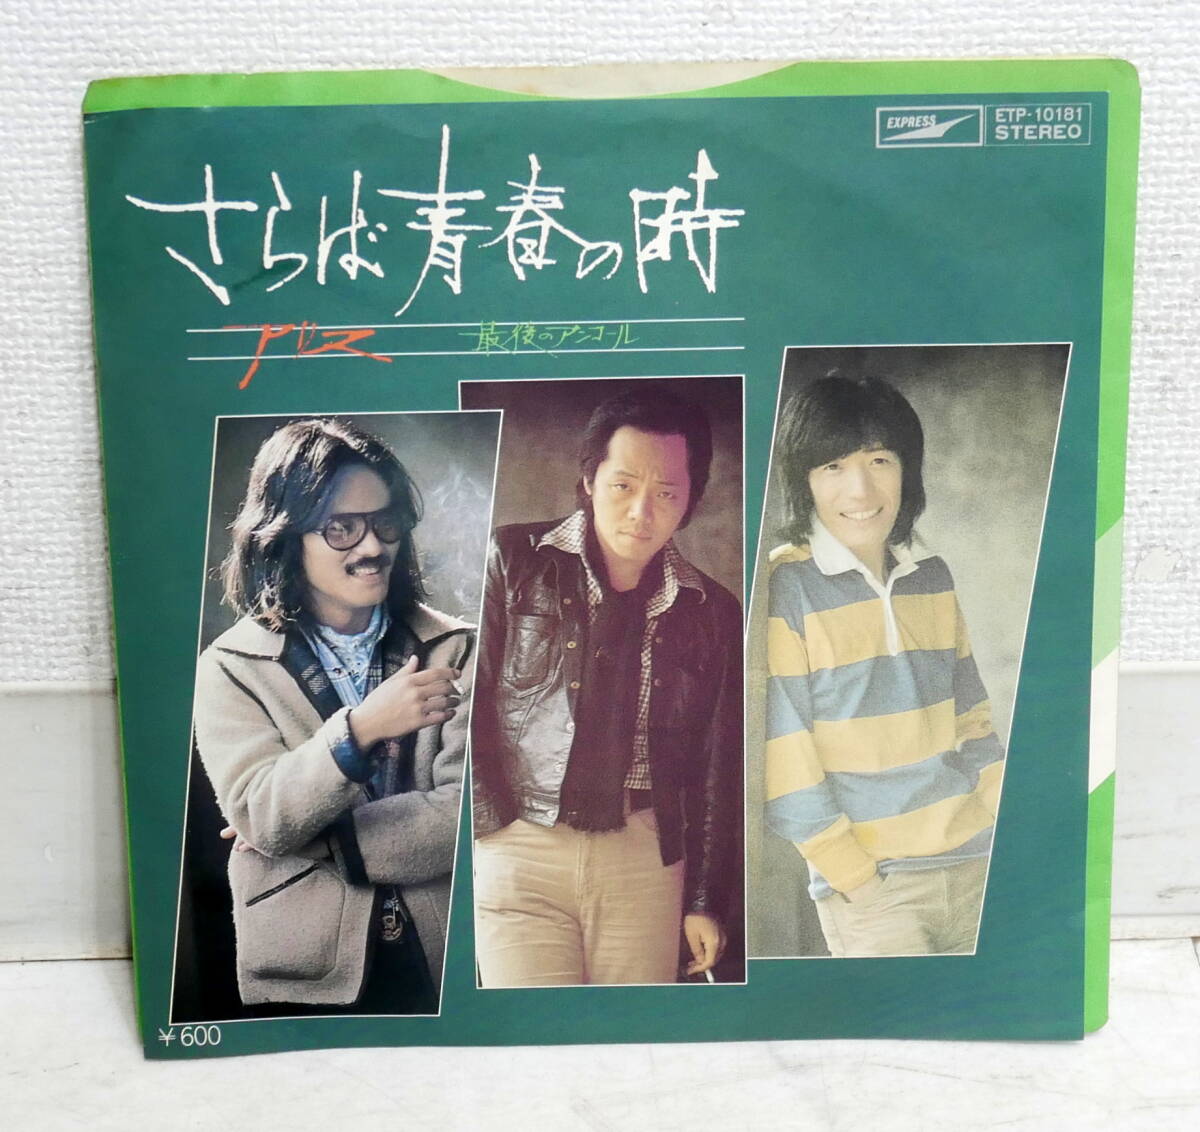 EXPRESS
ETP-10181
STEREO
さらば青春の時
アリス
最後のアンコール
¥600